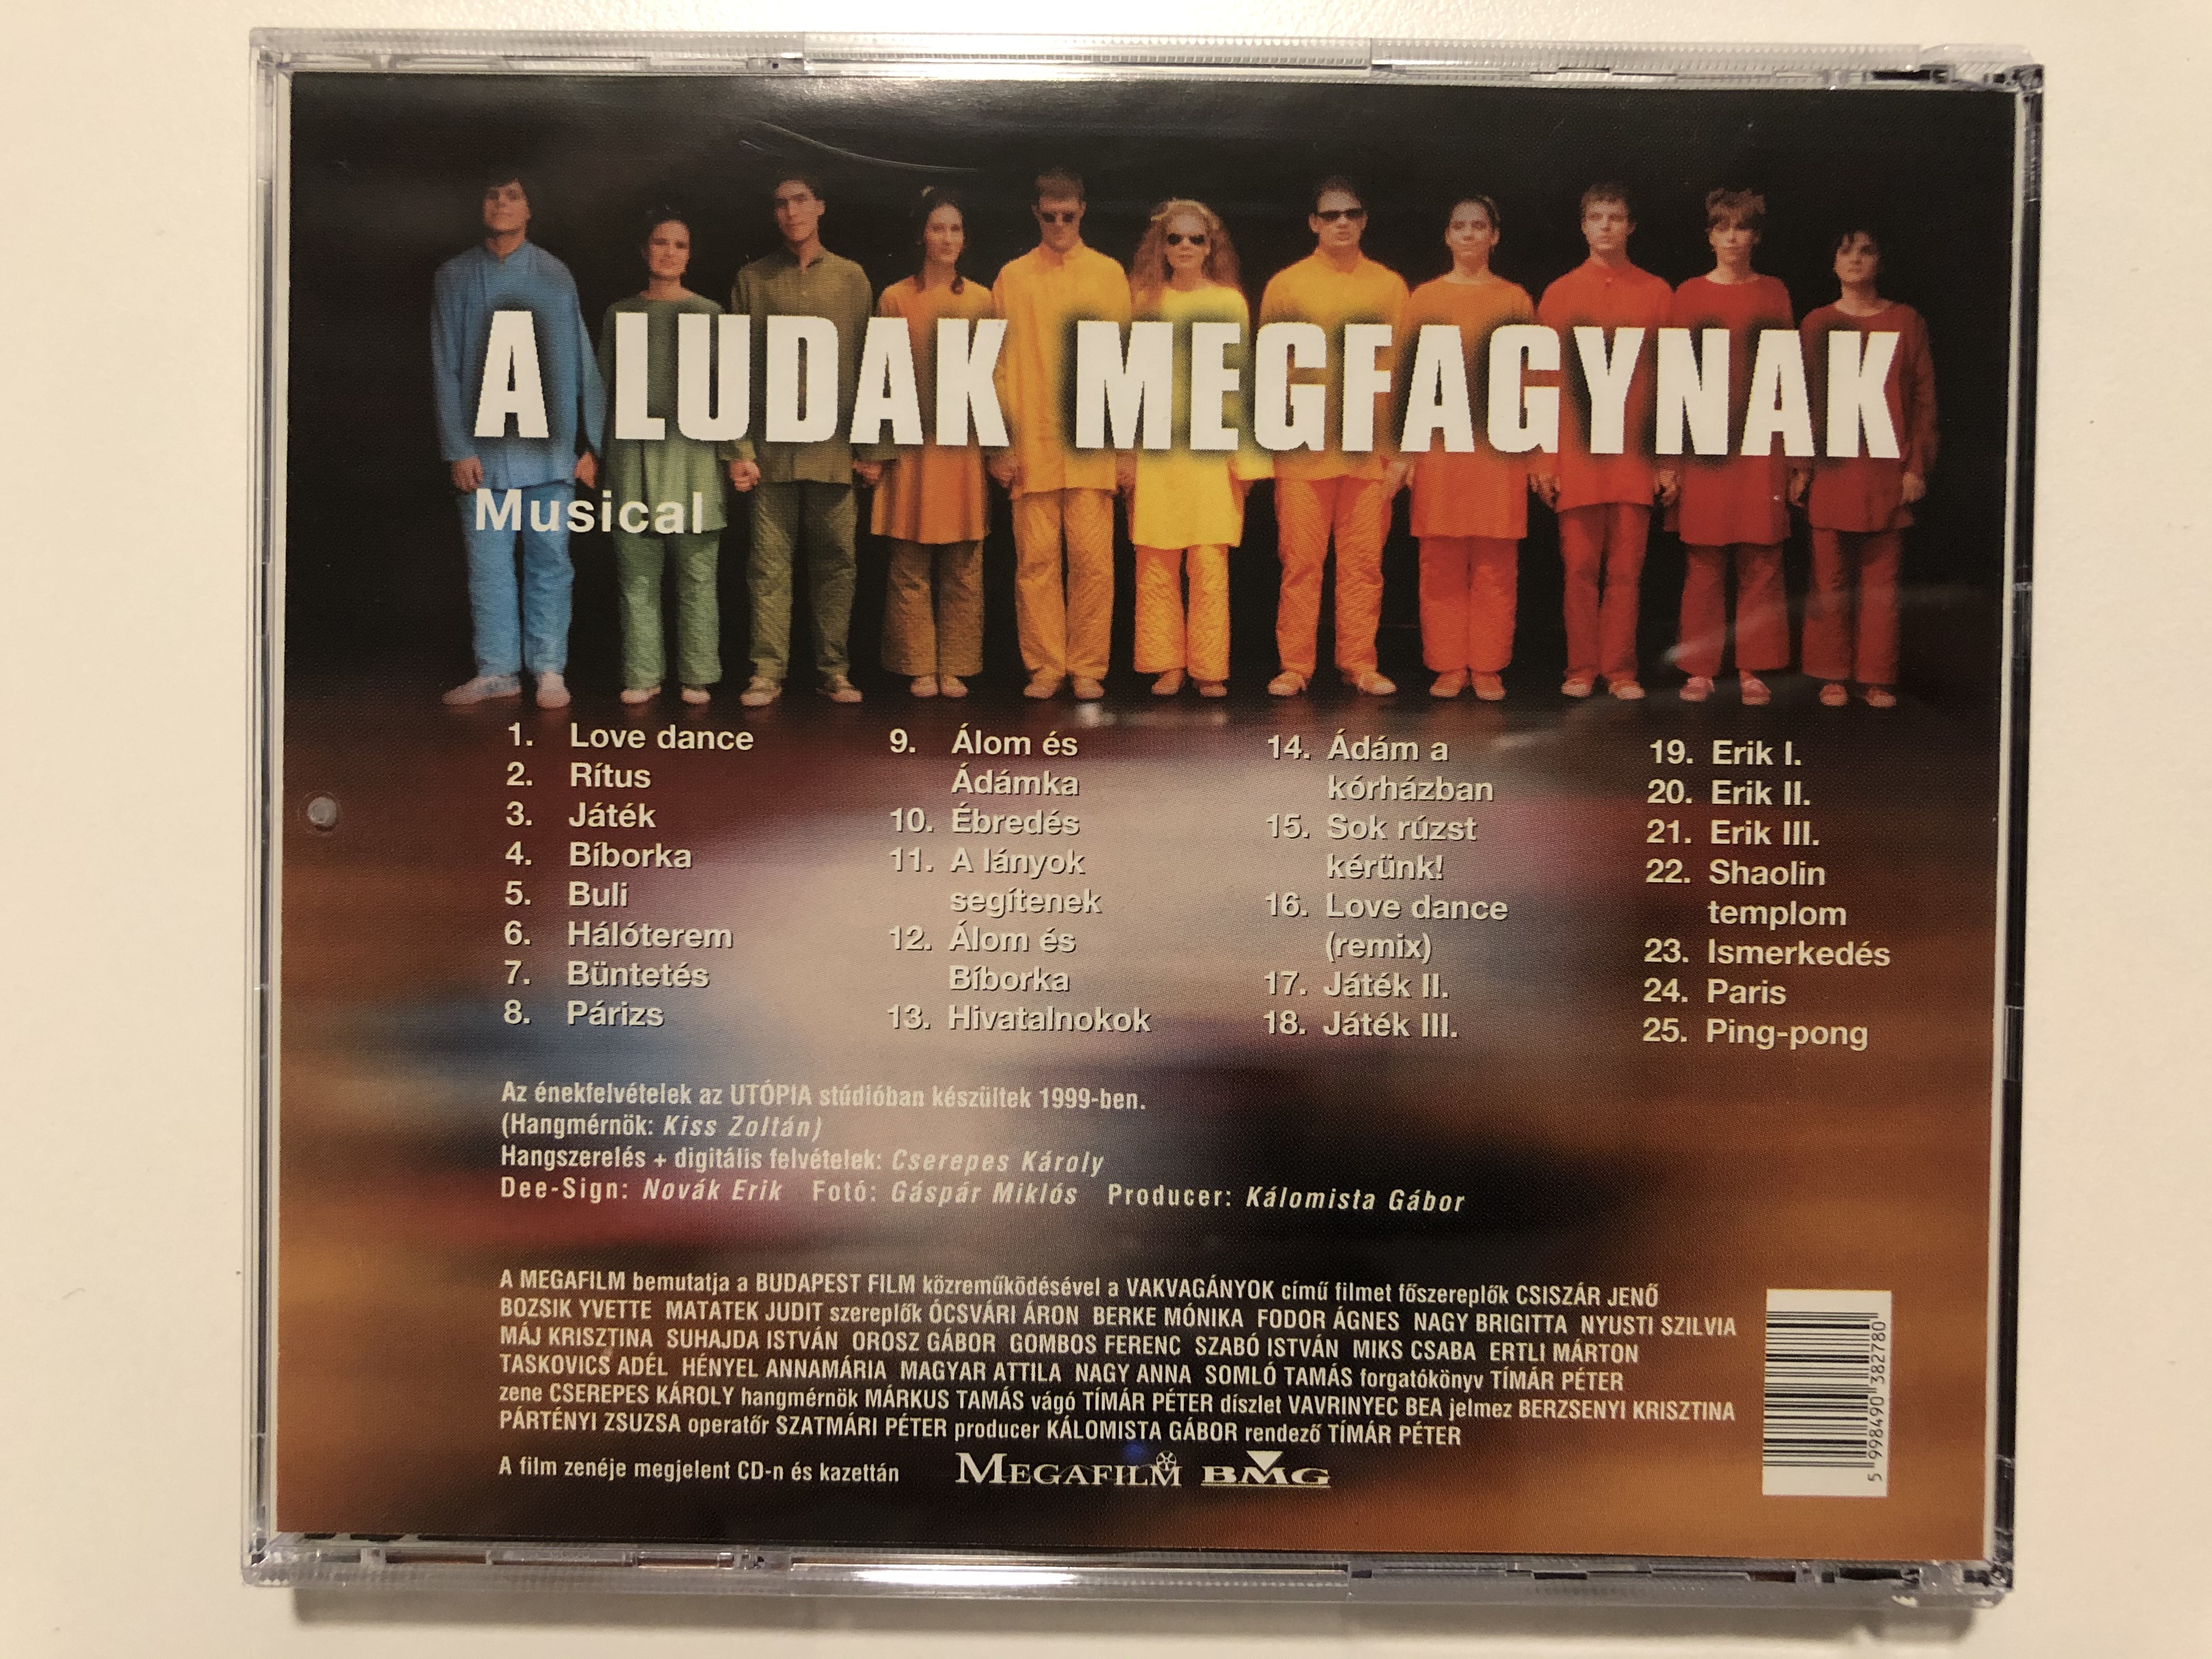 A LUDAK MEGFAGYNAK
Musical
1. Love dance
2. Rítus
3. Játék
4. Bíborka
5. Buli
6. Hálóterem
7. Büntetés
8. Párizs
9. Álom és
Ádámka
10. Ébredés
11. A lányok
segítenek
12. Álom és
Bíborka
13. Hivatalnokok
14. Ádám a
kórházban
15. Sok rúzst
kérünk!
16. Love dance
(remix)
17. Játék II.
18. Játék III.
19. Erik I.
20. Erik II.
21. Erik III.
22. Shaolin
templom
23. Ismerkedés
24. Paris
25. Ping-pong
Az énekfelvételek az UTÓPIA stúdióban készültek 1999-ben.
(Hangmérnök: Kiss Zoltán)
Hangszerelés + digitális felvételek: Cserepes Károly
Dee-Sign: Novák Erik Fotó: Gáspár Miklós Producer: Kálomista Gábor
A MEGAFILM bemutatja a BUDAPEST FILM közreműködésével a VAKVAGÁNYOK című filmet főszereplők CSISZÁR JENŐ
BOZSIK YVETTE MATATEK JUDIT szereplők ÓCSVÁRI ÁRON BERKE MÓNIKA FODOR ÁGNES NAGY BRIGITTA NYUSTI SZILVIA
MÁJ KRISZTINA SUHAJDA ISTVÁN OROSZ GÁBOR GOMBOS FERENC SZABÓ ISTVÁN MIKS CSABA ERTLI MÁRTON
TASKOVICS ADÉL HÉNYEL ANNAMÁRIA MAGYAR ATTILA NAGY ANNA SOMLÓ TAMÁS forgatókönyv TÍMÁR PÉTER
zene CSEREPES KÁROLY hangmérnök MÁRKUS TAMÁS vágó TÍMÁR PÉTER díszlet VAVRINYEC BEA jelmez BERZSENYI KRISZTINA
PÁRTÉNYI ZSUZSA operatőr SZATMÁRI PÉTER producer KÁLOMISTA GÁBOR rendező TÍMÁR PÉTER
A film zenéje megjelent CD-n és kazettán
MEGAFILM BMG
5 998490 382780